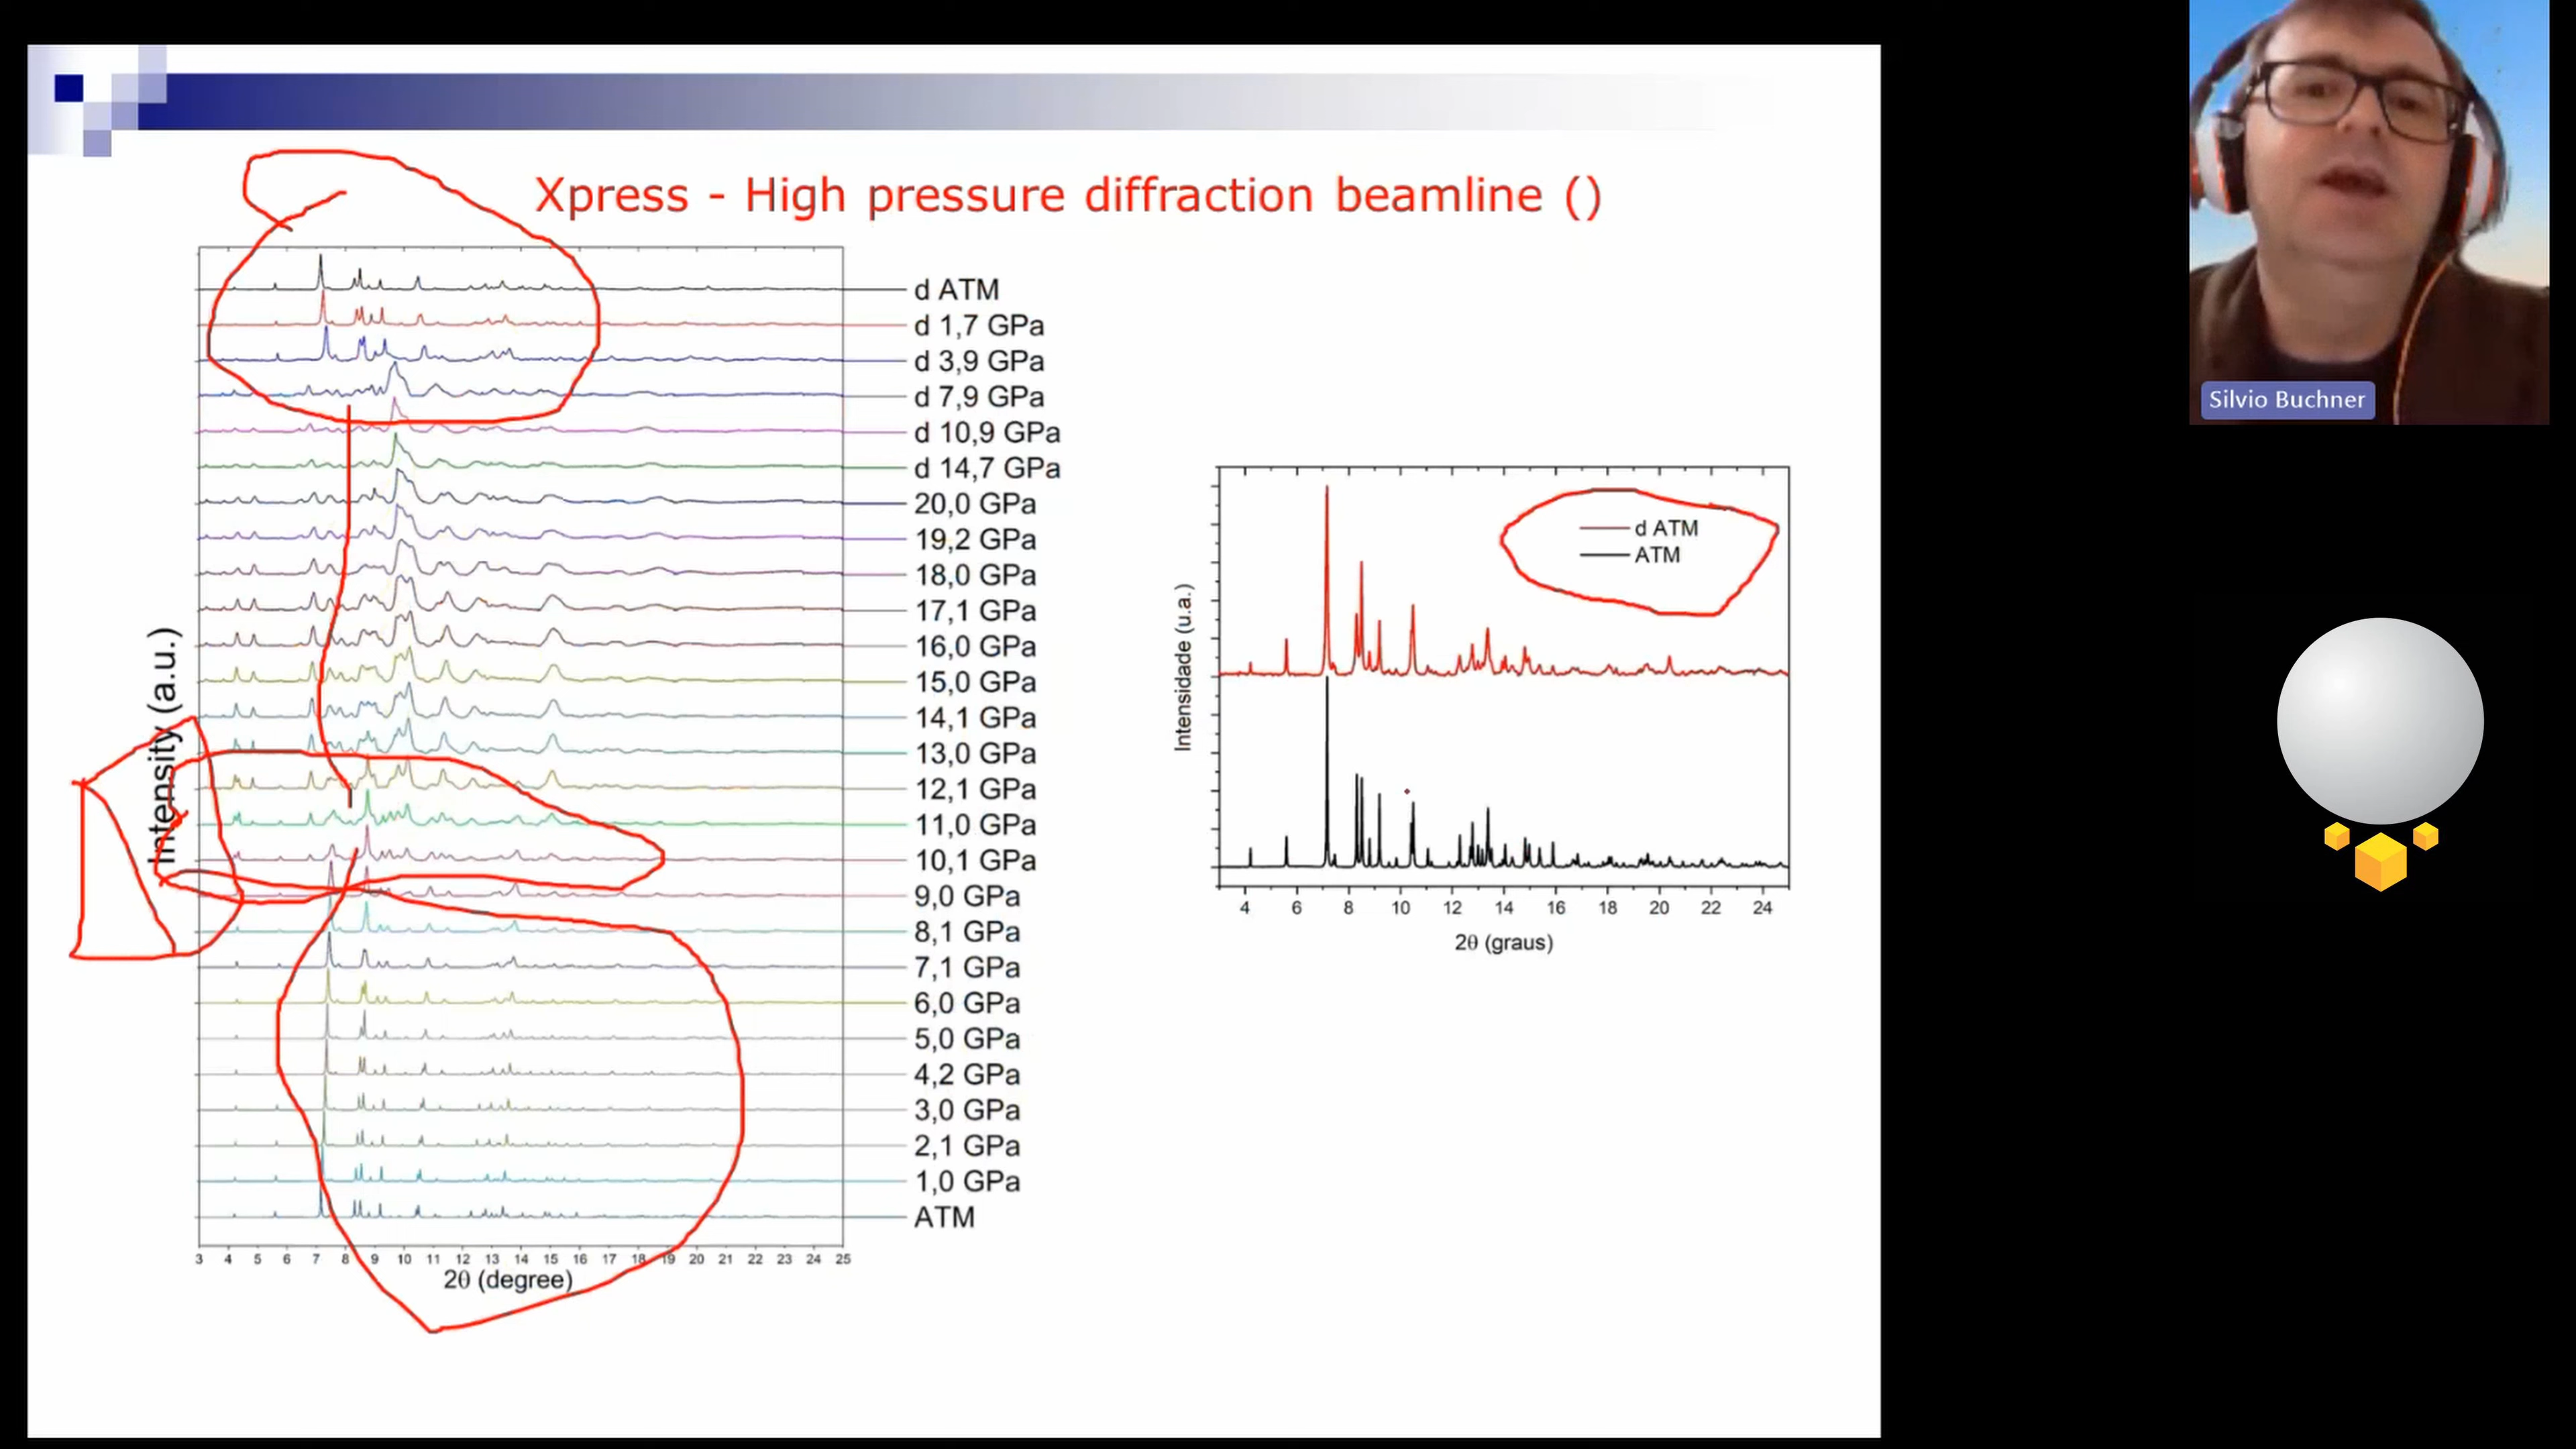 Xpress - High pressure diffraction beamline ()
d ATM
d 1,7 GPa
d 3,9 GPa
d 7,9 GPa
d 10,9 GPa
d 14,7 GPa
20,0 GPa
19,2 GPa
18,0 GPa
17,1 GPa
16,0 GPa
15,0 GPa
14,1 GPa
13,0 GPa
12,1 GPa
11,0 GPa
10,1 GPa
9,0 GPa
8,1 GPa
7,1 GPa
6,0 GPa
5,0 GPa
4,2 GPa
3,0 GPa
2,1 GPa
1,0 GPa
ATM
Intensity (a.u.)
3 4 5 6 7 8 9 10 11 12 13 14 15 16 17 18 19 20 21 22 23 24 25
2θ (degree)
d ATM
ATM
Intensidade (u.a.)
4 6 8 10 12 14 16 18 20 22 24
2θ (graus)
Silvio Buchner